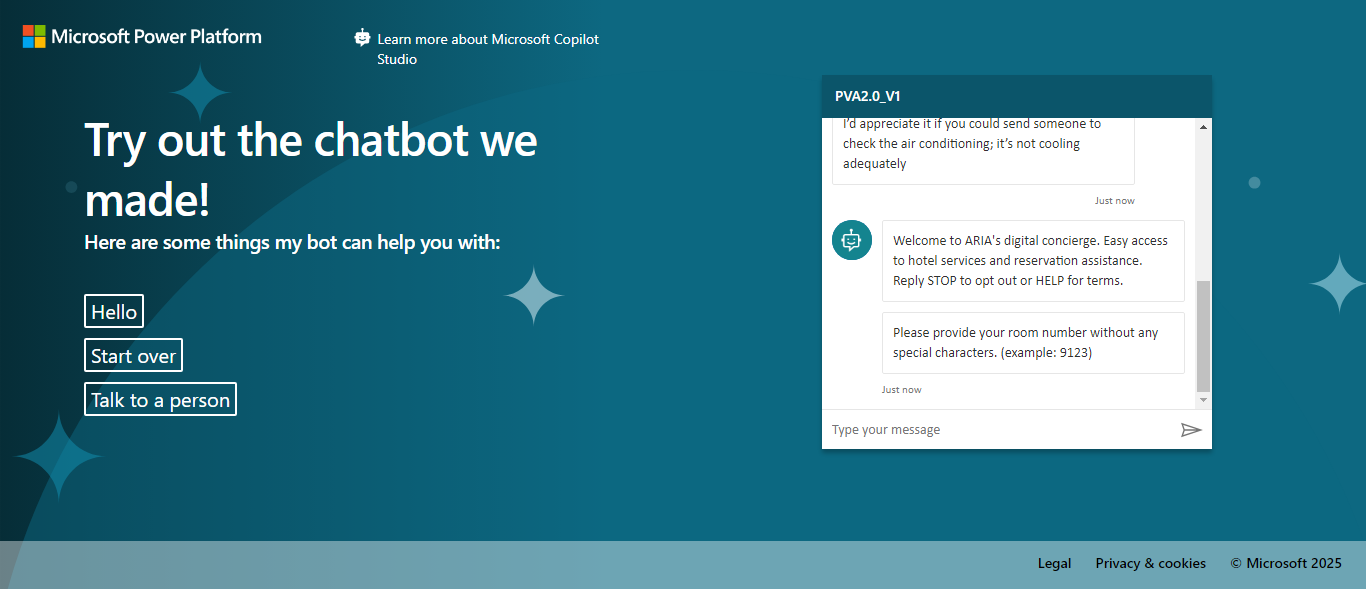 Microsoft Power Platform
Learn more about Microsoft Copilot
Studio
Try out the chatbot we
made!
Here are some things my bot can help you with:
Hello
Start over
Talk to a person
PVA2.0_V1
I'd appreciate it if you could send someone to
check the air conditioning; it's not cooling
adequately
Just now
Welcome to ARIA's digital concierge. Easy access
to hotel services and reservation assistance.
Reply STOP to opt out or HELP for terms.
Please provide your room number without any
special characters. (example: 9123)
Just now
Type your message
Legal
Privacy & cookies
© Microsoft 2025